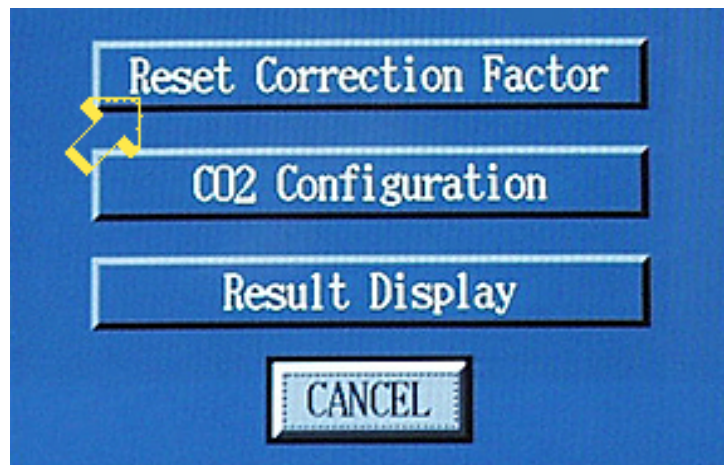 Reset Correction Factor
CO2 Configuration
Result Display
CANCEL